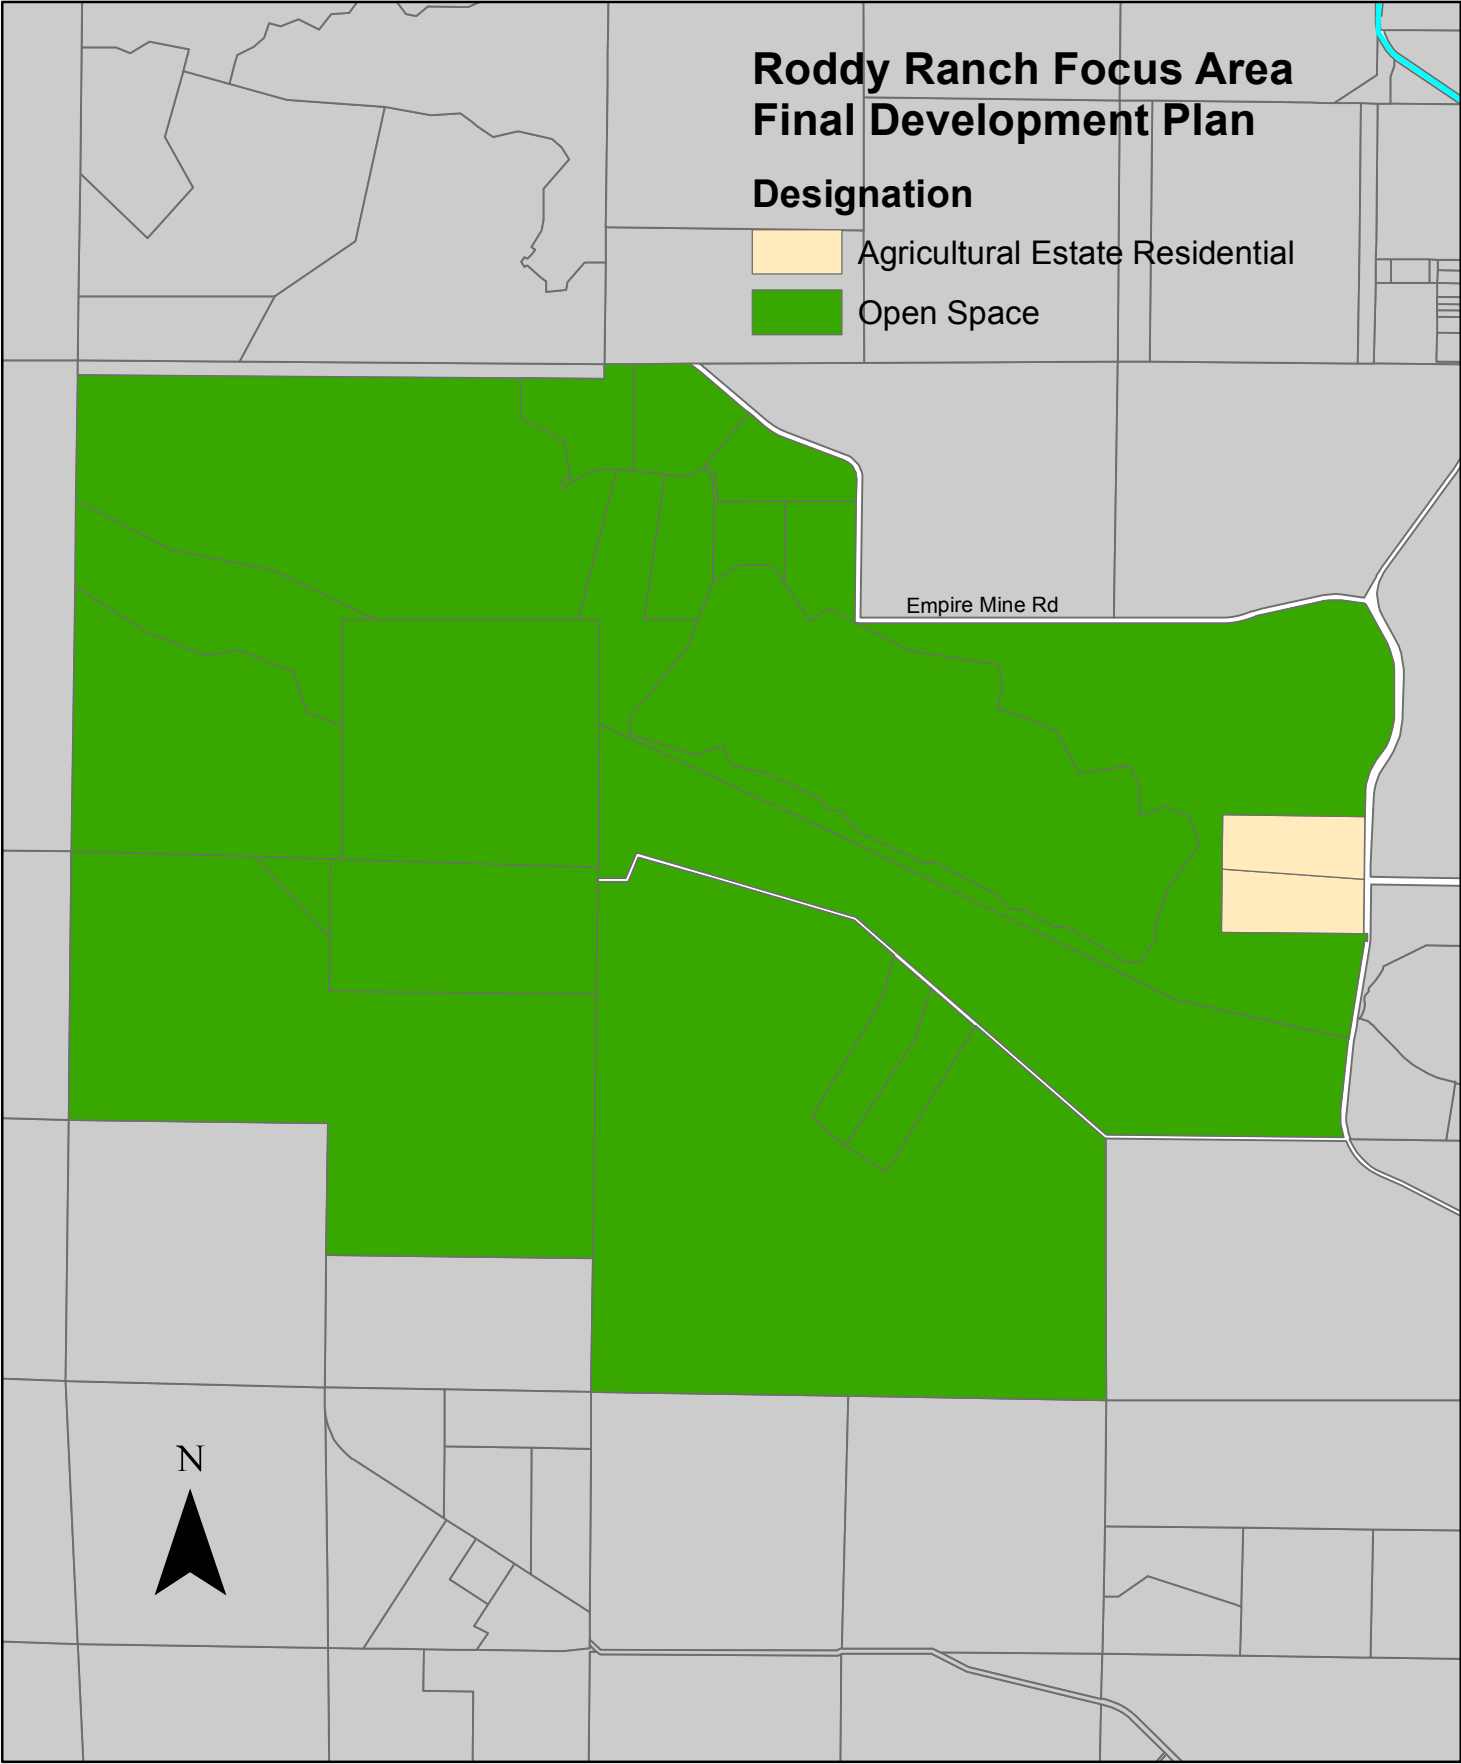 Roddy Ranch Focus Area
Final Development Plan
Designation
Agricultural Estate Residential
Open Space
Empire Mine Rd
N